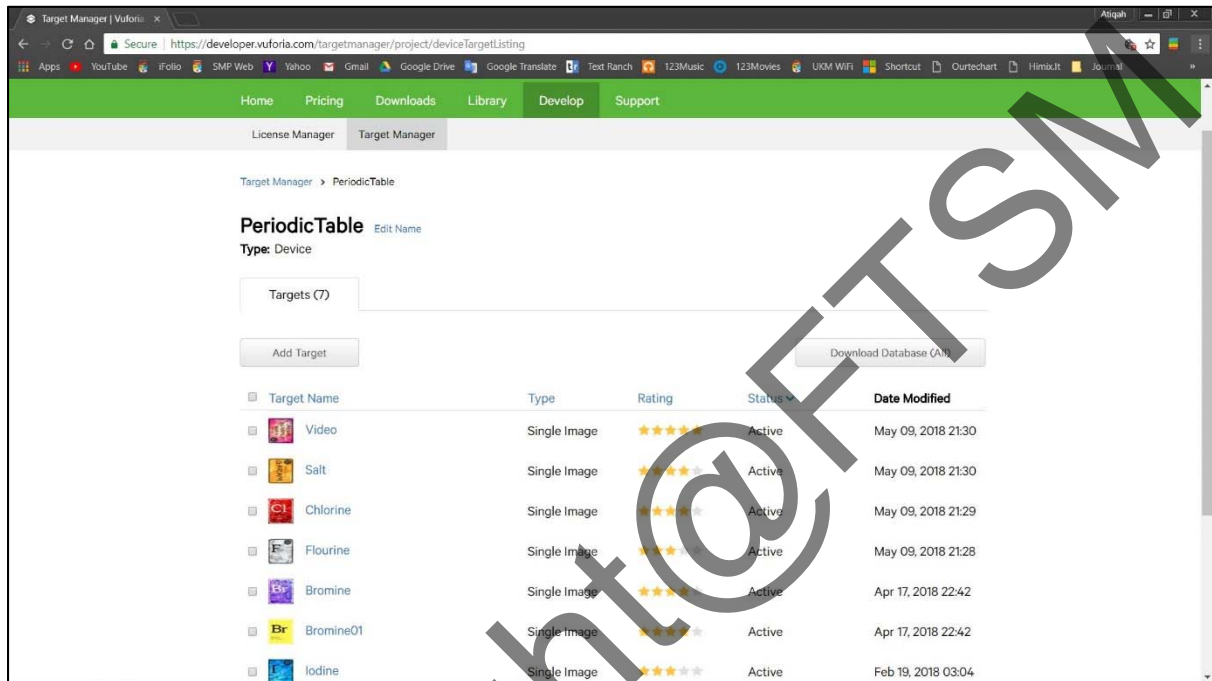 Target Manager | Vuforia
Atiqah
Secure https://developer.vuforia.com/targetmanager/project/deviceTargetListing
Apps YouTube iFolio SMP Web Yahoo Gmail Google Drive Google Translate Text Ranch 123Music 123Movies UKM WiFi Shortcut Ourtechart Himix.lt Journal
Home Pricing Downloads Library Develop Support
License Manager Target Manager
Target Manager > PeriodicTable
PeriodicTable Edit Name
Type: Device
Targets (7)
Add Target Download Database (All)
Target Name Type Rating Status Date Modified
Video Single Image Active May 09, 2018 21:30
Salt Single Image Active May 09, 2018 21:30
Cl Chlorine Single Image Active May 09, 2018 21:29
F Flourine Single Image Active May 09, 2018 21:28
Br Bromine Single Image Active Apr 17, 2018 22:42
Br Bromine01 Single Image Active Apr 17, 2018 22:42
Iodine Single Image Active Feb 19, 2018 03:04
ht@FTSM